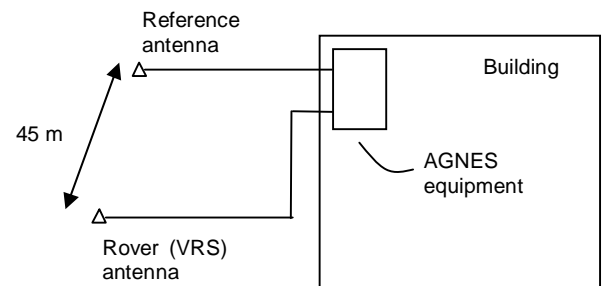 Reference
antenna
Building
45 m
AGNES
equipment
Rover (VRS)
antenna